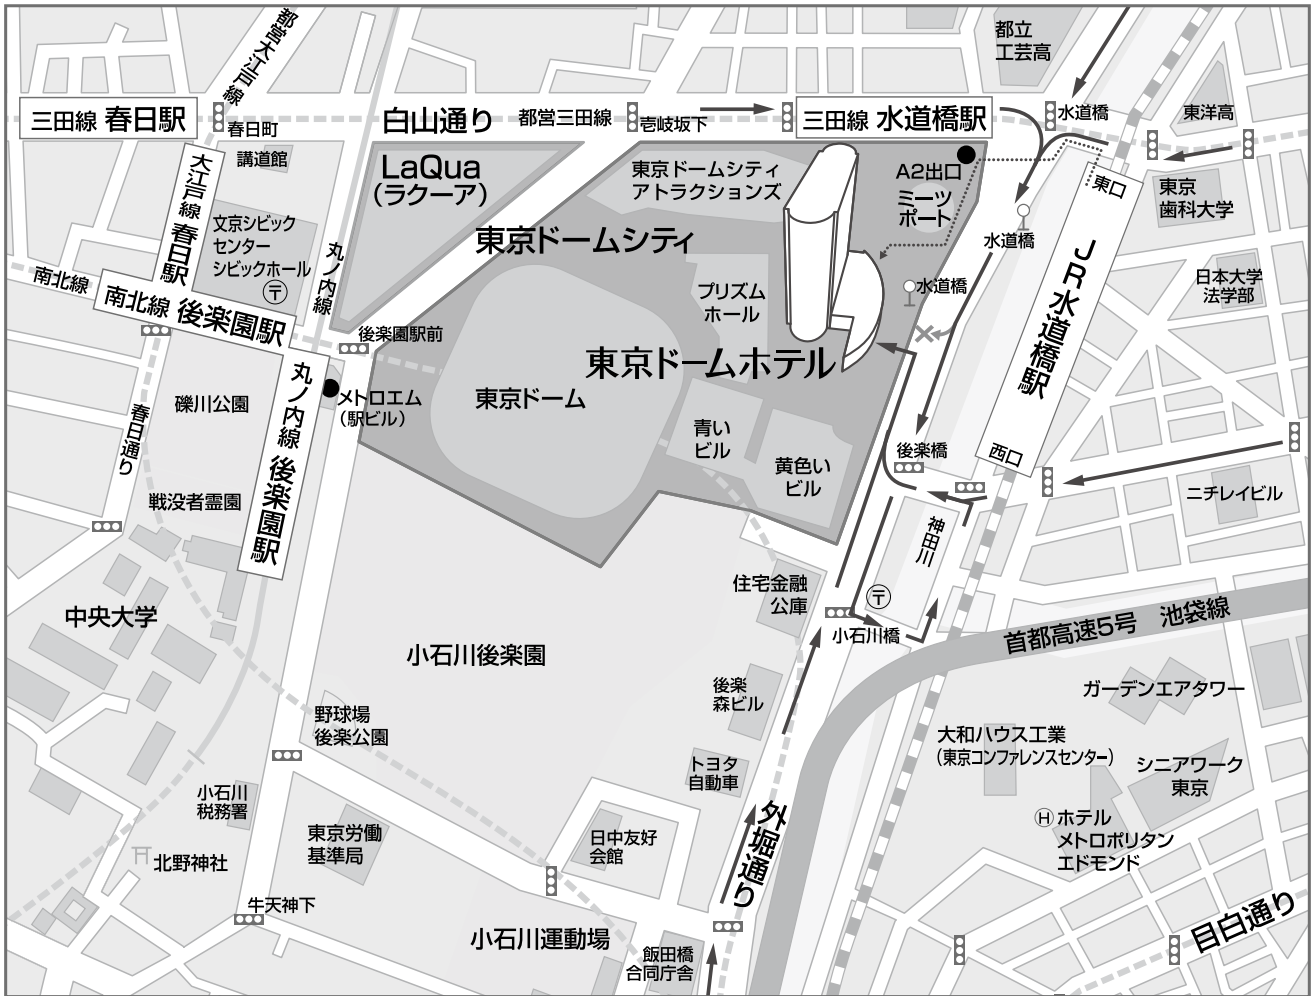 都営大江戸線
都立
工芸高
三田線 春日駅
春日町
講道館
白山通り
都営三田線
壱岐坂下
三田線 水道橋駅
水道橋
東洋高
LaQua
(ラクーア)
東京ドームシティ
アトラクションズ
A2出口
ミーツ
ポート
東口
東京
歯科大学
大江戸線 春日駅
文京シビック
センター
シビックホール
〒
丸ノ内線
東京ドームシティ
水道橋
水道橋
JR水道橋駅
日本大学
法学部
南北線
南北線 後楽園駅
後楽園駅前
プリズム
ホール
東京ドームホテル
東京ドーム
メトロエム
(駅ビル)
丸ノ内線 後楽園駅
礫川公園
春日通り
戦没者霊園
青い
ビル
黄色い
ビル
後楽橋
西口
ニチレイビル
神田川
中央大学
住宅金融
公庫
〒
小石川橋
首都高速5号 池袋線
小石川後楽園
後楽
森ビル
ガーデンエアタワー
野球場
後楽公園
大和ハウス工業
(東京コンファレンスセンター)
シニアワーク
東京
トヨタ
自動車
小石川
税務署
外堀通り
Ⓗホテル
メトロポリタン
エドモンド
東京労働
基準局
日中友好
会館
北野神社
牛天神下
小石川運動場
飯田橋
合同庁舎
目白通り